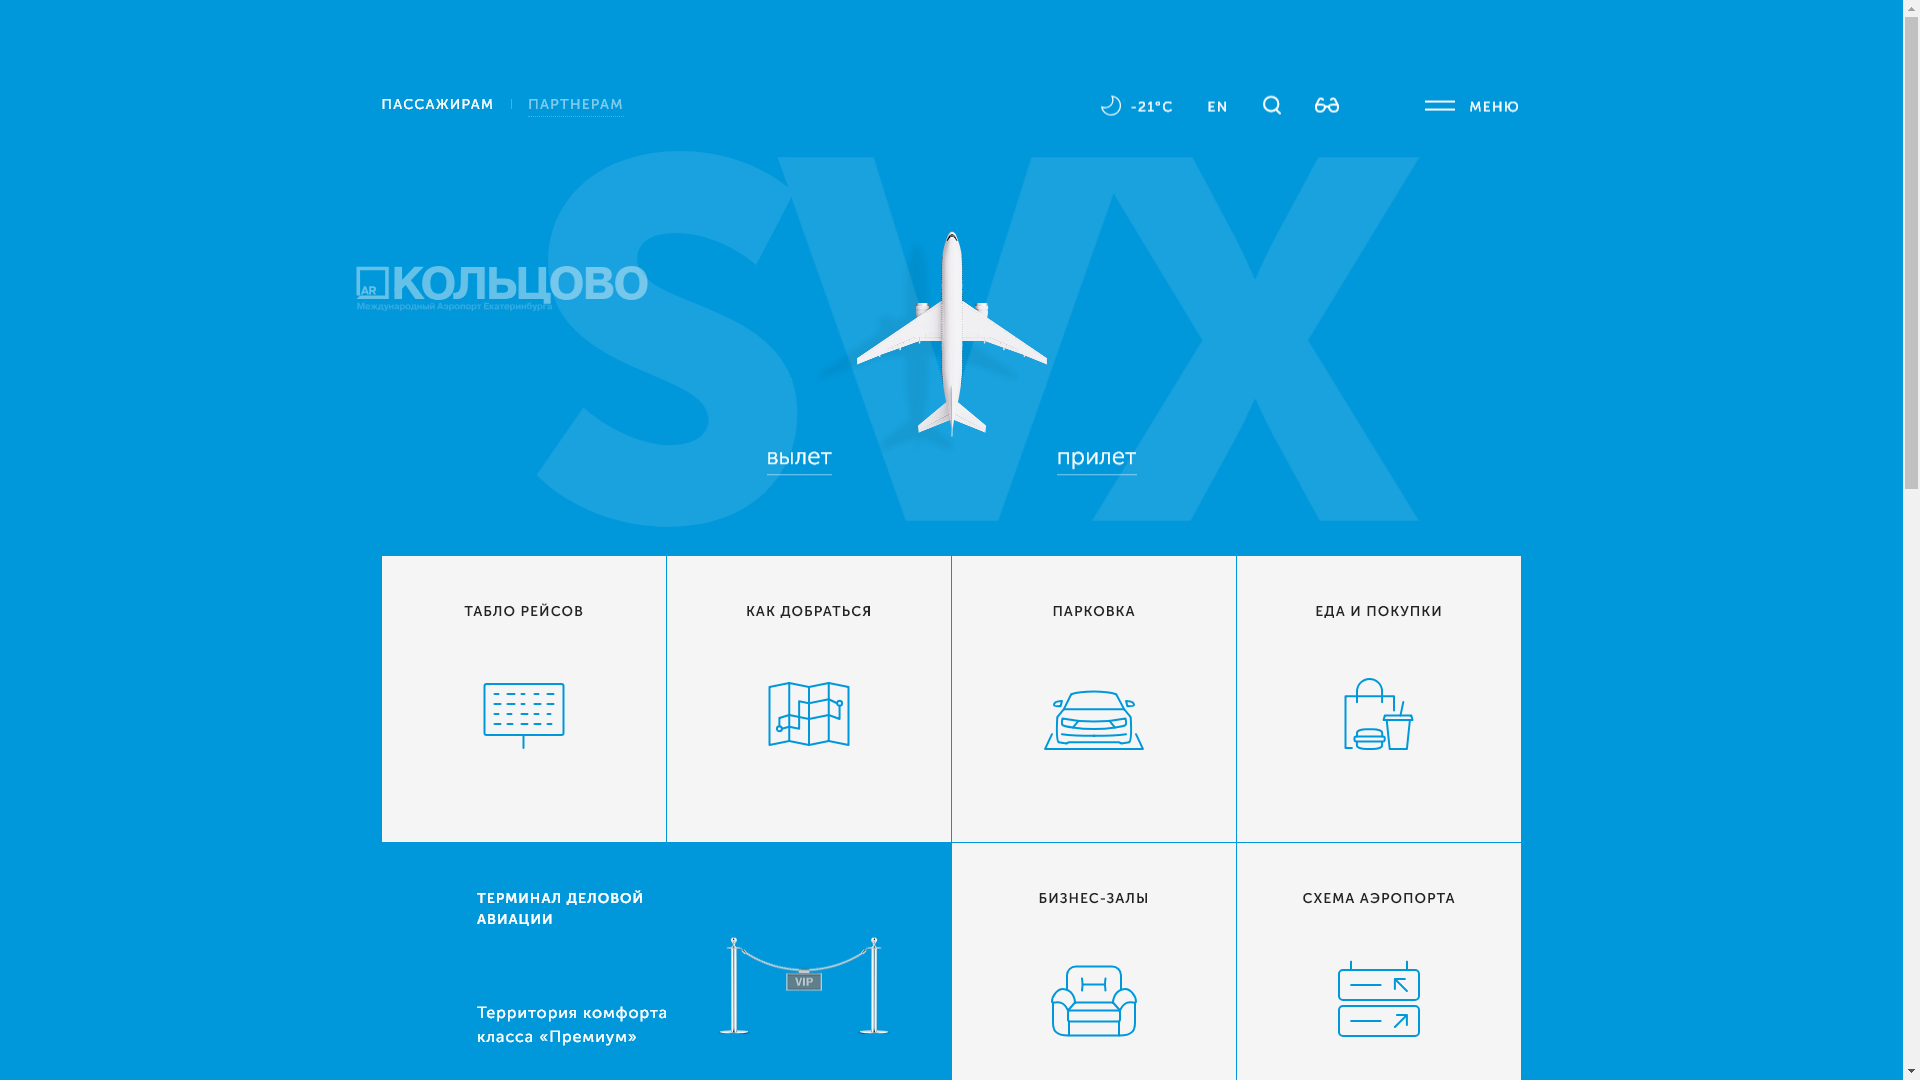 ПАССАЖИРАМ
ПАРТНЕРАМ
-21°C
EN
МЕНЮ
SVX
AR
КОЛЬЦОВО
Международный Аэропорт Екатеринбурга
вылет
прилет
ТАБЛО РЕЙСОВ
КАК ДОБРАТЬСЯ
ПАРКОВКА
ЕДА И ПОКУПКИ
ТЕРМИНАЛ ДЕЛОВОЙ
АВИАЦИИ
VIP
Территория комфорта
класса «Премиум»
БИЗНЕС-ЗАЛЫ
СХЕМА АЭРОПОРТА